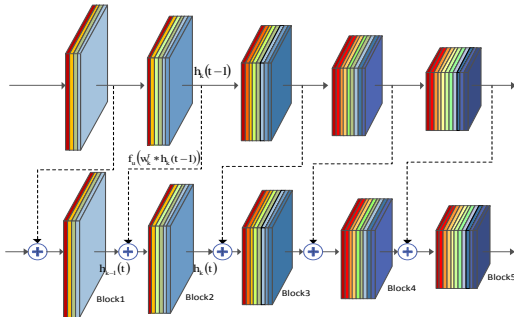 h_k(t−1)
f_u(w_k^u * h_k(t−1))
h_{k−1}(t)
h_k(t)
Block1
Block2
Block3
Block4
Block5